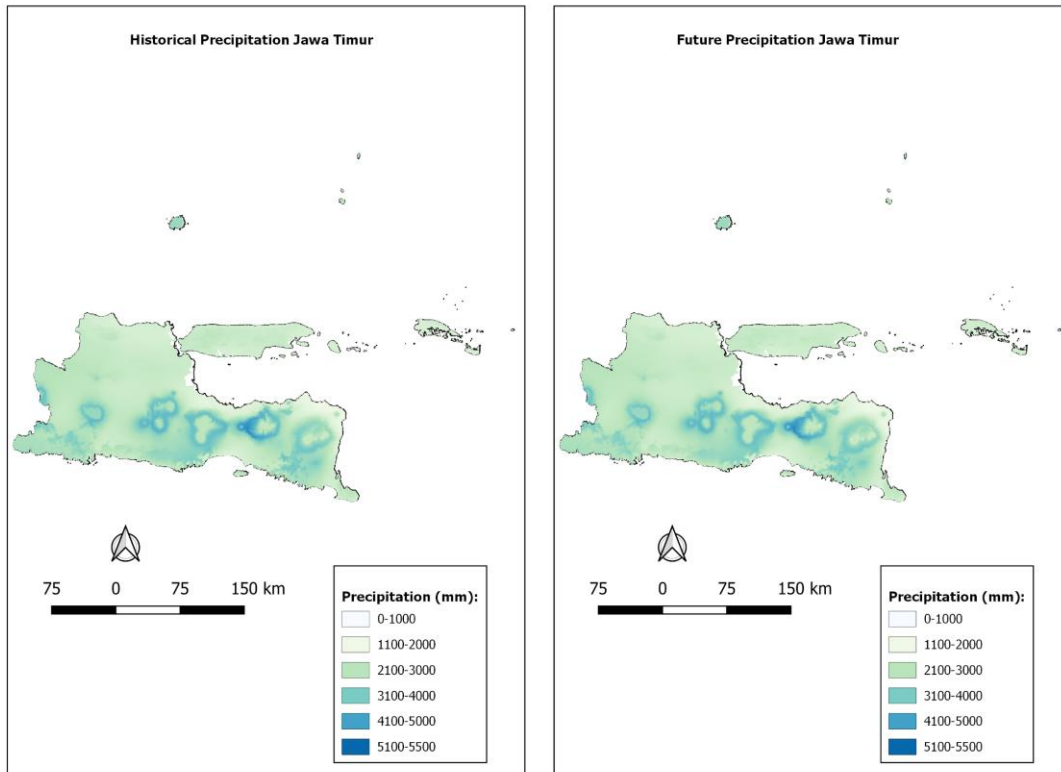 Historical Precipitation Jawa Timur
75 0 75 150 km
Precipitation (mm):
0-1000
1100-2000
2100-3000
3100-4000
4100-5000
5100-5500
Future Precipitation Jawa Timur
75 0 75 150 km
Precipitation (mm):
0-1000
1100-2000
2100-3000
3100-4000
4100-5000
5100-5500